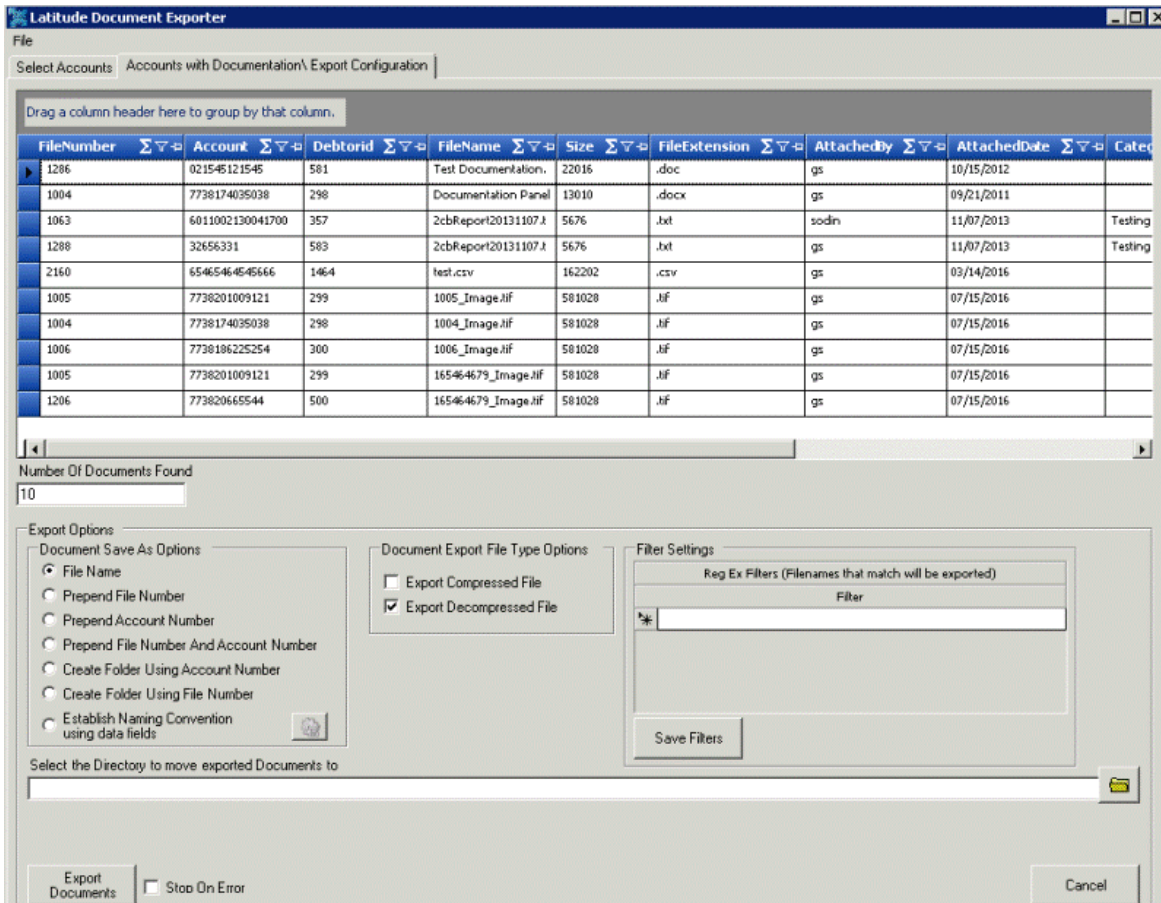 Latitude Document Exporter
File
Select Accounts Accounts with Documentation\ Export Configuration
Drag a column header here to group by that column.
FileNumber Account Debtorid FileName Size FileExtension AttachedBy AttachedDate Categ
1286 021545121545 581 Test Documentation. 22016 .doc gs 10/15/2012
1004 7738174035038 298 Documentation Panel 13010 .docx gs 09/21/2011
1063 6011002130041700 357 2cbReport20131107.t 5676 .txt sodin 11/07/2013 Testing
1288 32656331 583 2cbReport20131107.t 5676 .txt gs 11/07/2013 Testing
2160 65465464545666 1464 test.csv 162202 .csv gs 03/14/2016
1005 7738201009121 299 1005_Image.tif 581028 .tif gs 07/15/2016
1004 7738174035038 298 1004_Image.tif 581028 .tif gs 07/15/2016
1006 7738186225254 300 1006_Image.tif 581028 .tif gs 07/15/2016
1005 7738201009121 299 165464679_Image.tif 581028 .tif gs 07/15/2016
1206 773820665544 500 165464679_Image.tif 581028 .tif gs 07/15/2016
Number Of Documents Found
10
Export Options
Document Save As Options
File Name
Prepend File Number
Prepend Account Number
Prepend File Number And Account Number
Create Folder Using Account Number
Create Folder Using File Number
Establish Naming Convention
using data fields
Document Export File Type Options
Export Compressed File
Export Decompressed File
Filter Settings
Reg Ex Filters (Filenames that match will be exported)
Filter
Save Filters
Select the Directory to move exported Documents to
Export
Documents
Stop On Error
Cancel